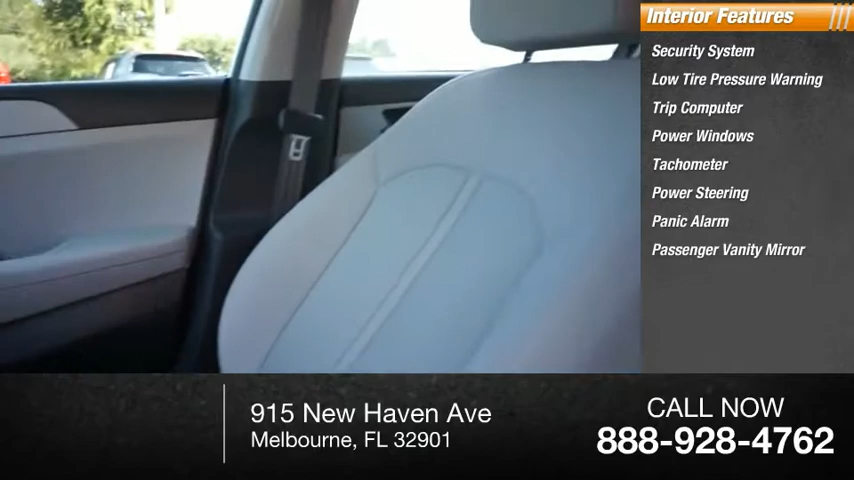 Interior Features
Security System
Low Tire Pressure Warning
Trip Computer
Power Windows
Tachometer
Power Steering
Panic Alarm
Passenger Vanity Mirror
915 New Haven Ave
Melbourne, FL 32901
CALL NOW
888-928-4762